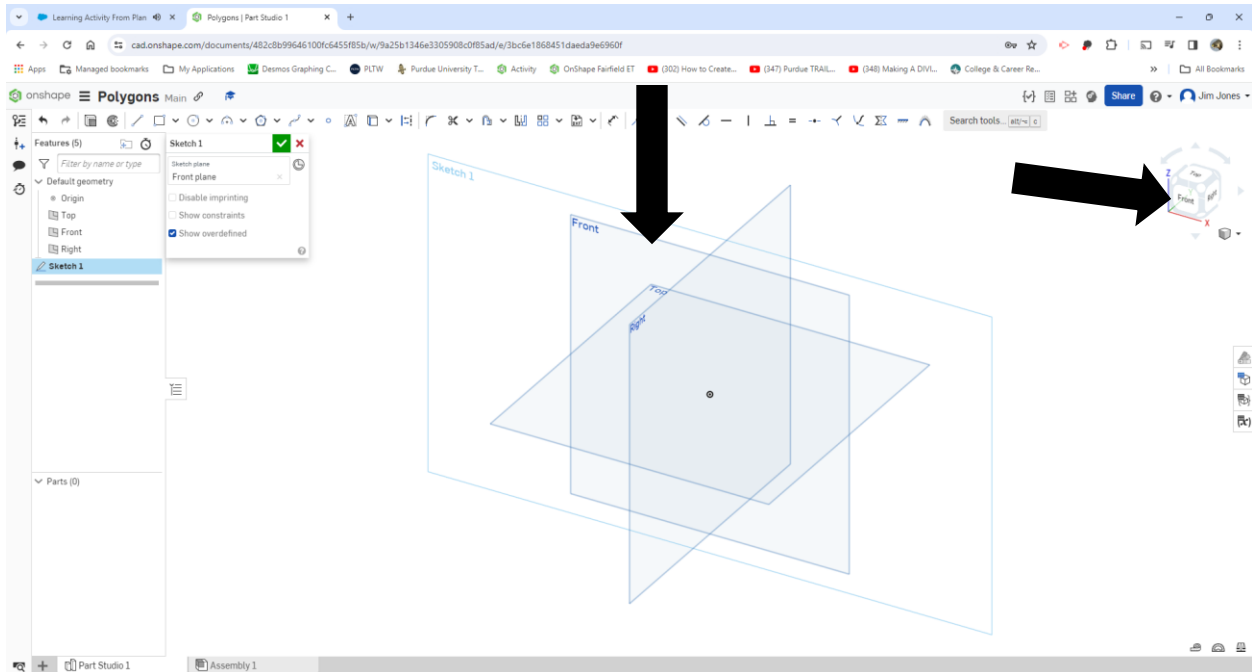 Learning Activity From Plan
Polygons | Part Studio 1
cad.onshape.com/documents/482c8b99646100fc6455f85b/w/9a25b1346e3305908c0f85ad/e/3bc6e1868451daeda9e6960f
Apps Managed bookmarks My Applications Desmos Graphing C... PLTW Purdue University T... Activity OnShape Fairfield ET (302) How to Create... (347) Purdue TRAIL... (348) Making A DIVI... College & Career Re... » All Bookmarks
onshape Polygons Main Share Jim Jones
Search tools... alt/⌥ c
Features (5)
Filter by name or type
Default geometry
Origin
Top
Front
Right
Sketch 1
Sketch 1
Sketch plane
Front plane
Disable imprinting
Show constraints
Show overdefined
Sketch 1
Front
Top
Right
Z
Top
Front
Right
X
Parts (0)
Part Studio 1
Assembly 1